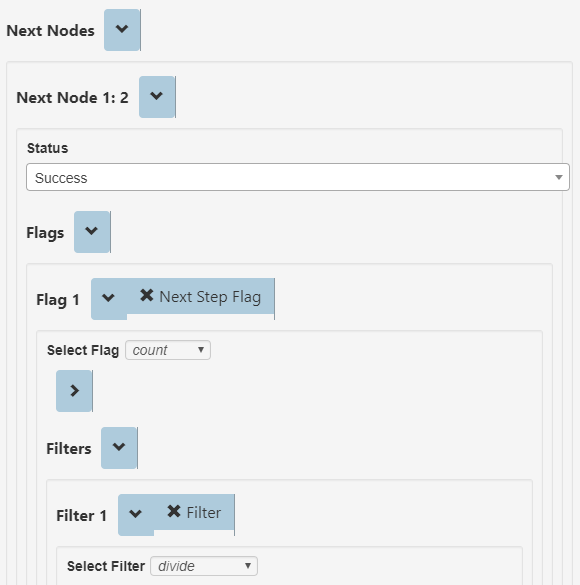 Next Nodes
Next Node 1: 2
Status
Success
Flags
Flag 1 Next Step Flag
Select Flag count
Filters
Filter 1 Filter
Select Filter divide